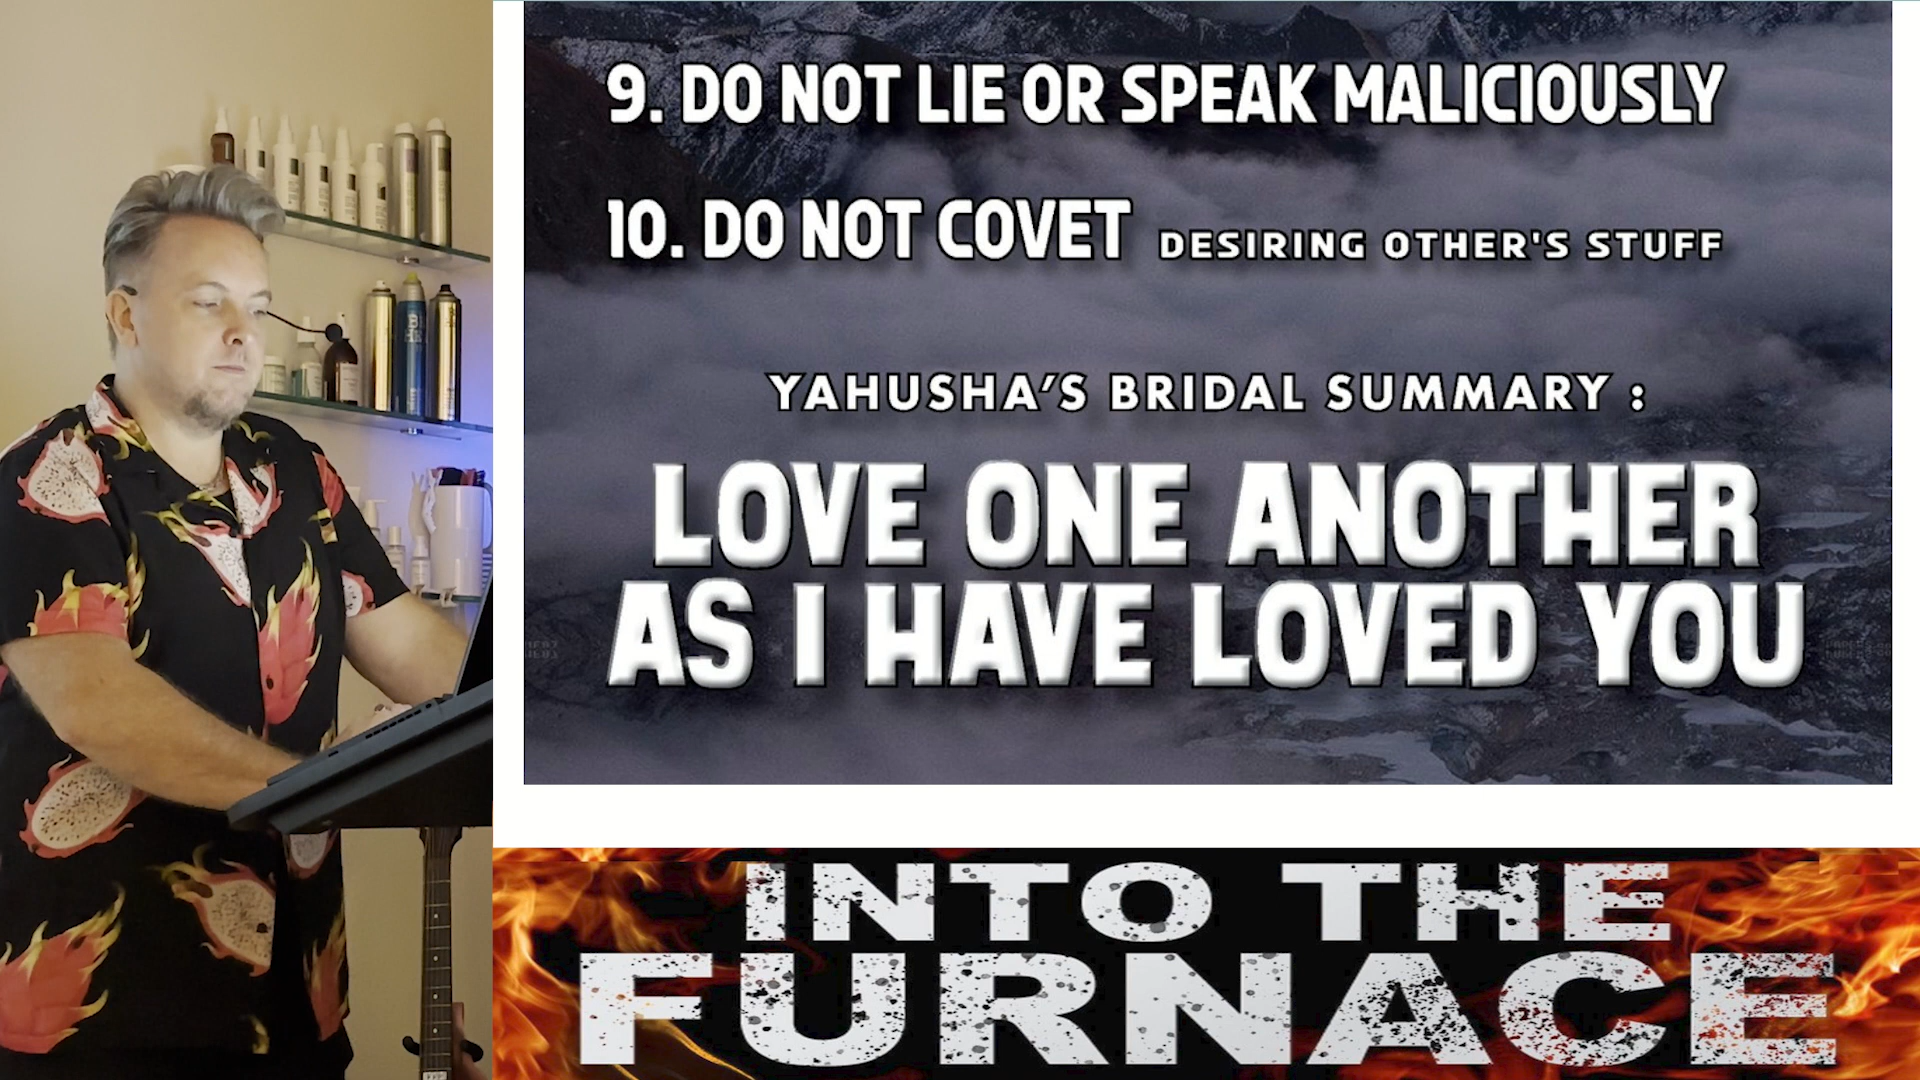 9. DO NOT LIE OR SPEAK MALICIOUSLY
10. DO NOT COVET DESIRING OTHER'S STUFF
YAHUSHA'S BRIDAL SUMMARY :
LOVE ONE ANOTHER
AS I HAVE LOVED YOU
INTO THE
FURNACE